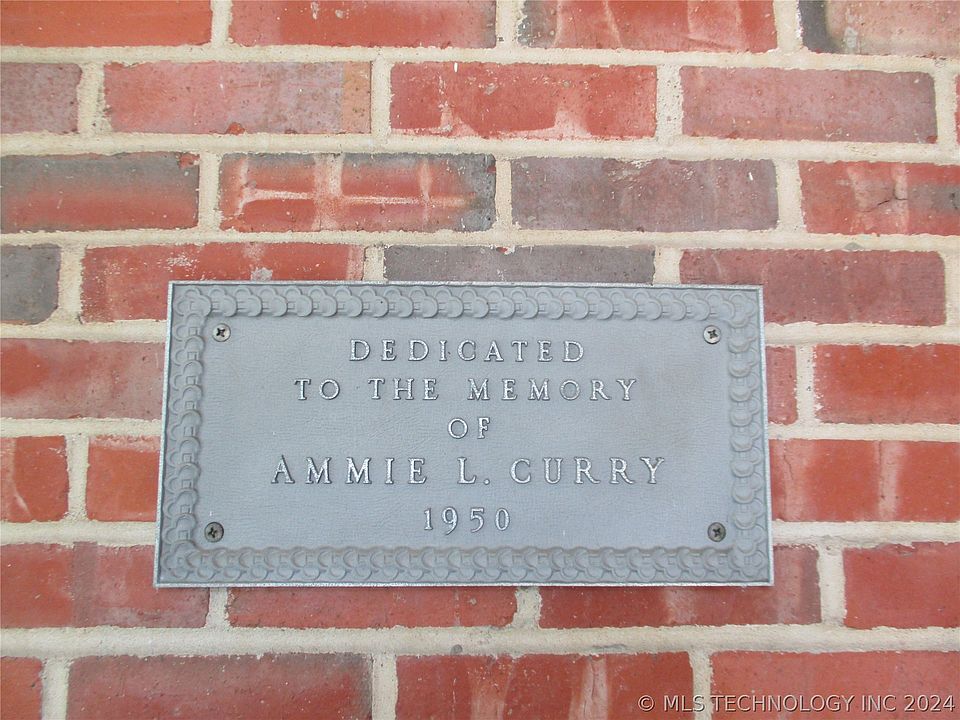 DEDICATED
TO THE MEMORY
OF
AMMIE L. CURRY
1950
© MLS TECHNOLOGY INC 2024